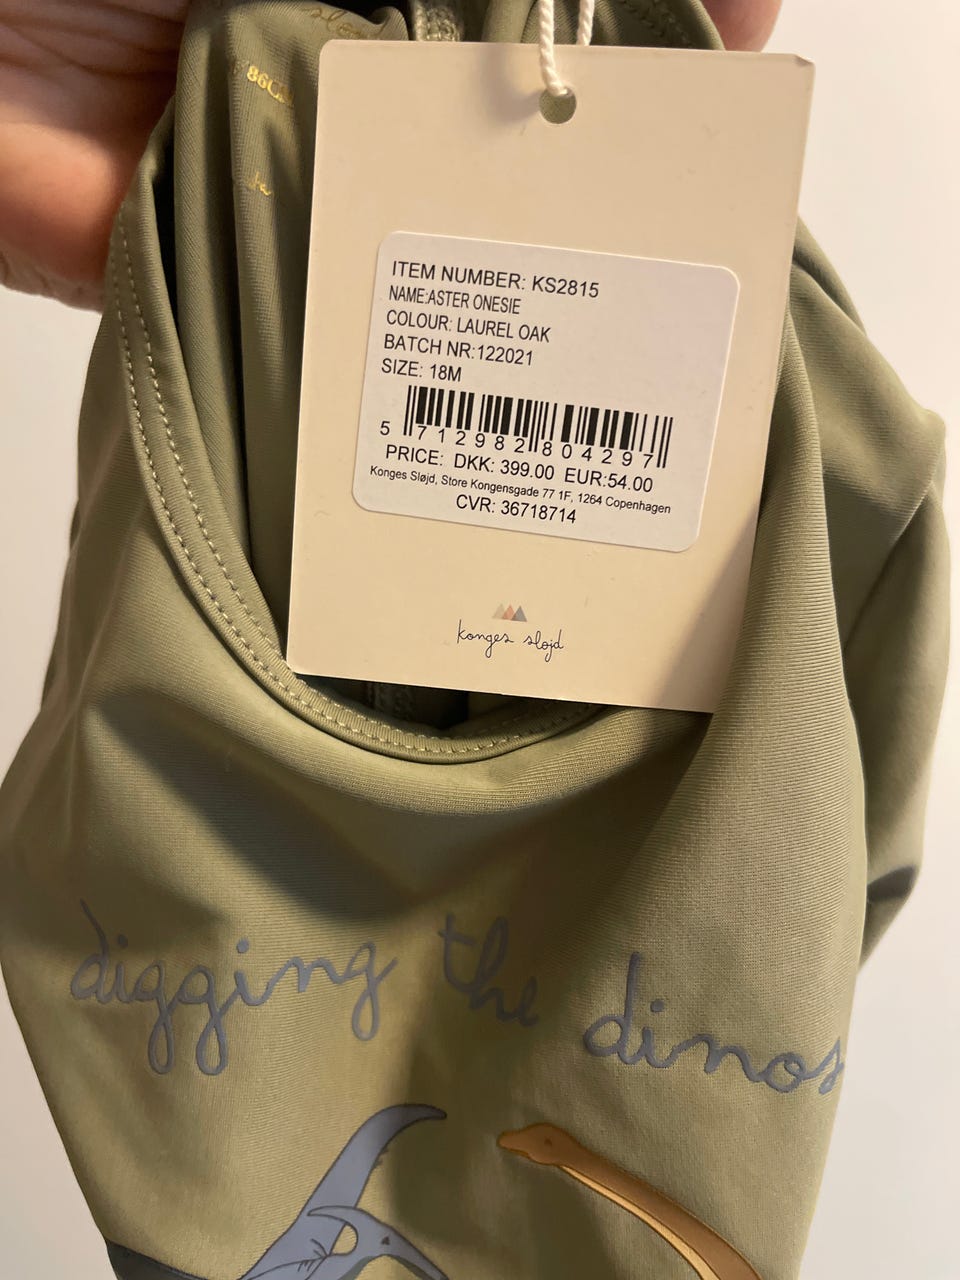 86CM
ITEM NUMBER: KS2815
NAME:ASTER ONESIE
COLOUR: LAUREL OAK
BATCH NR:122021
SIZE: 18M
5 712982 804297
PRICE: DKK: 399.00 EUR:54.00
Konges Sløjd, Store Kongensgade 77 1F, 1264 Copenhagen
CVR: 36718714
konges sløjd
digging the dinos